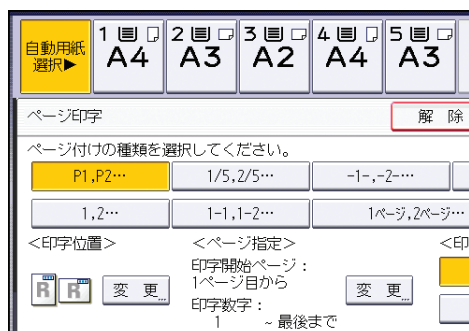 自動用紙
選択▶
1 A4
2 A3
3 A2
4 A4
5 A3
ページ印字
解 除
ページ付けの種類を選択してください。
P1,P2…
1/5,2/5…
-1-,-2-…
1,2…
1-1,1-2…
1ページ,2ページ…
<印字位置>
<ページ指定>
<印
印字開始ページ:
1ページ目から
R R
変 更
変 更
印字数字:
1 ~ 最後まで